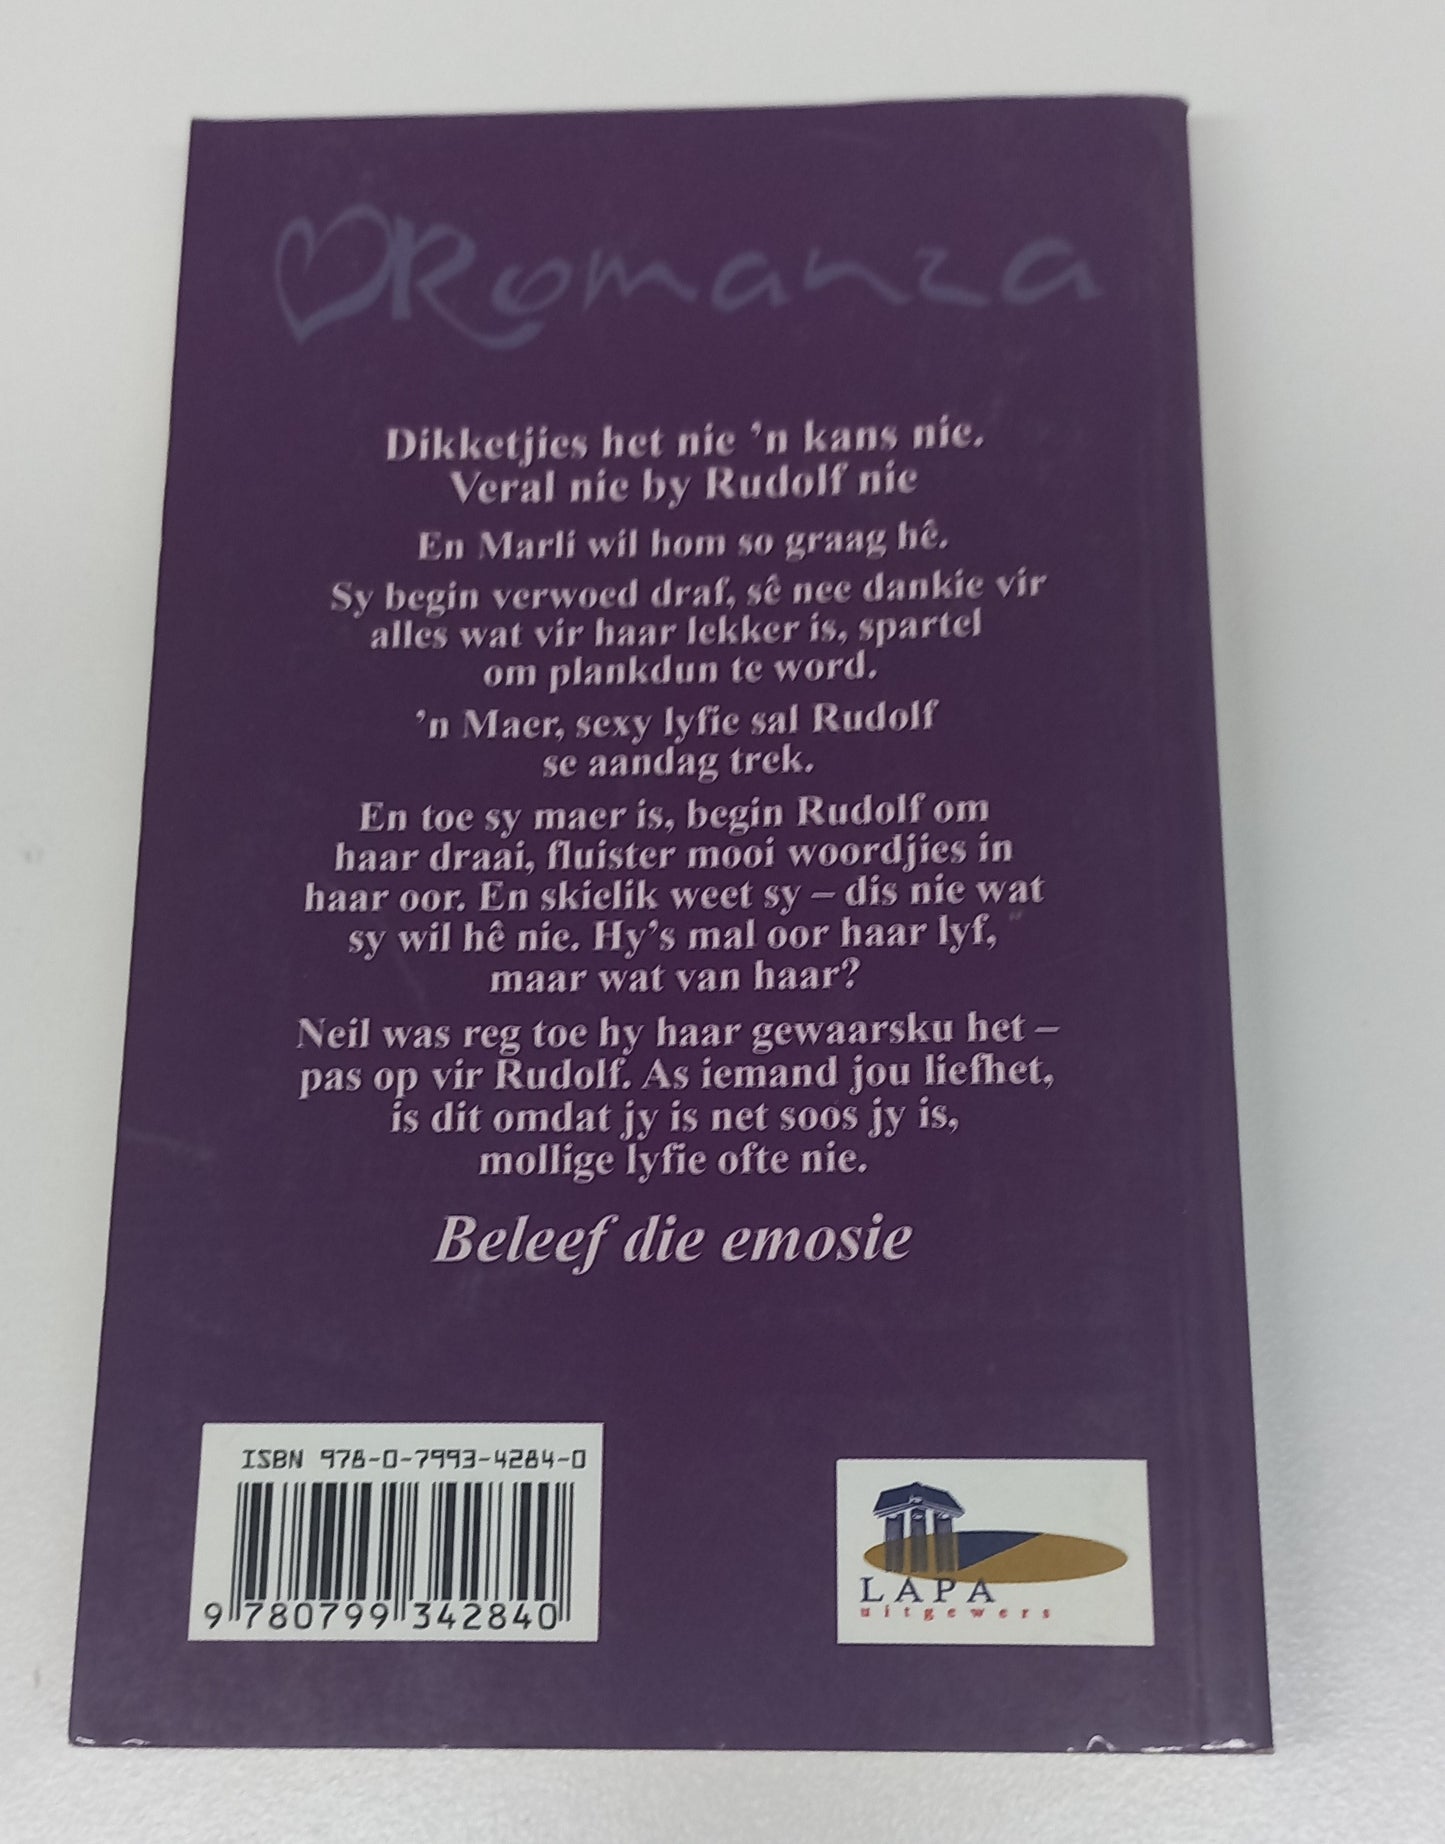 Romanza
Dikketjies het nie 'n kans nie.
Veral nie by Rudolf nie
En Marli wil hom so graag hê.
Sy begin verwoed draf, sê nee dankie vir
alles wat vir haar lekker is, spartel
om plankdun te word.
'n Maer, sexy lyfie sal Rudolf
se aandag trek.
En toe sy maer is, begin Rudolf om
haar draai, fluister mooi woordjies in
haar oor. En skielik weet sy – dis nie wat
sy wil hê nie. Hy's mal oor haar lyf,
maar wat van haar?
Neil was reg toe hy haar gewaarsku het –
pas op vir Rudolf. As iemand jou liefhet,
is dit omdat jy is net soos jy is,
mollige lyfie ofte nie.
Beleef die emosie
ISBN 978-0-7993-4284-0
9 780799 342840
LAPA
uitgewers